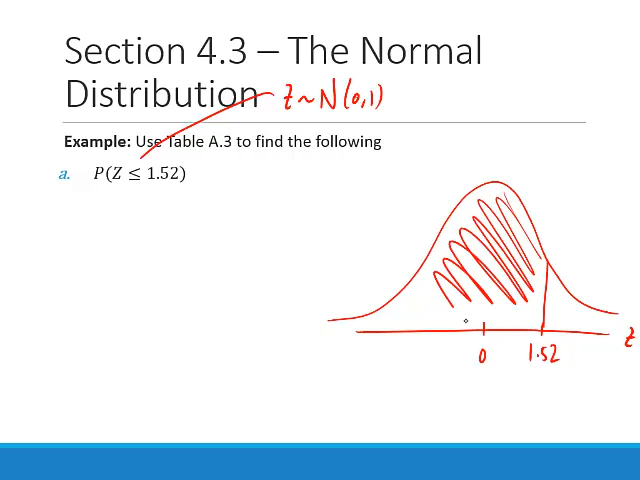 Section 4.3 – The Normal
Distribution Z ~ N(0,1)
Example: Use Table A.3 to find the following
a. P(Z ≤ 1.52)
0 1.52 Z